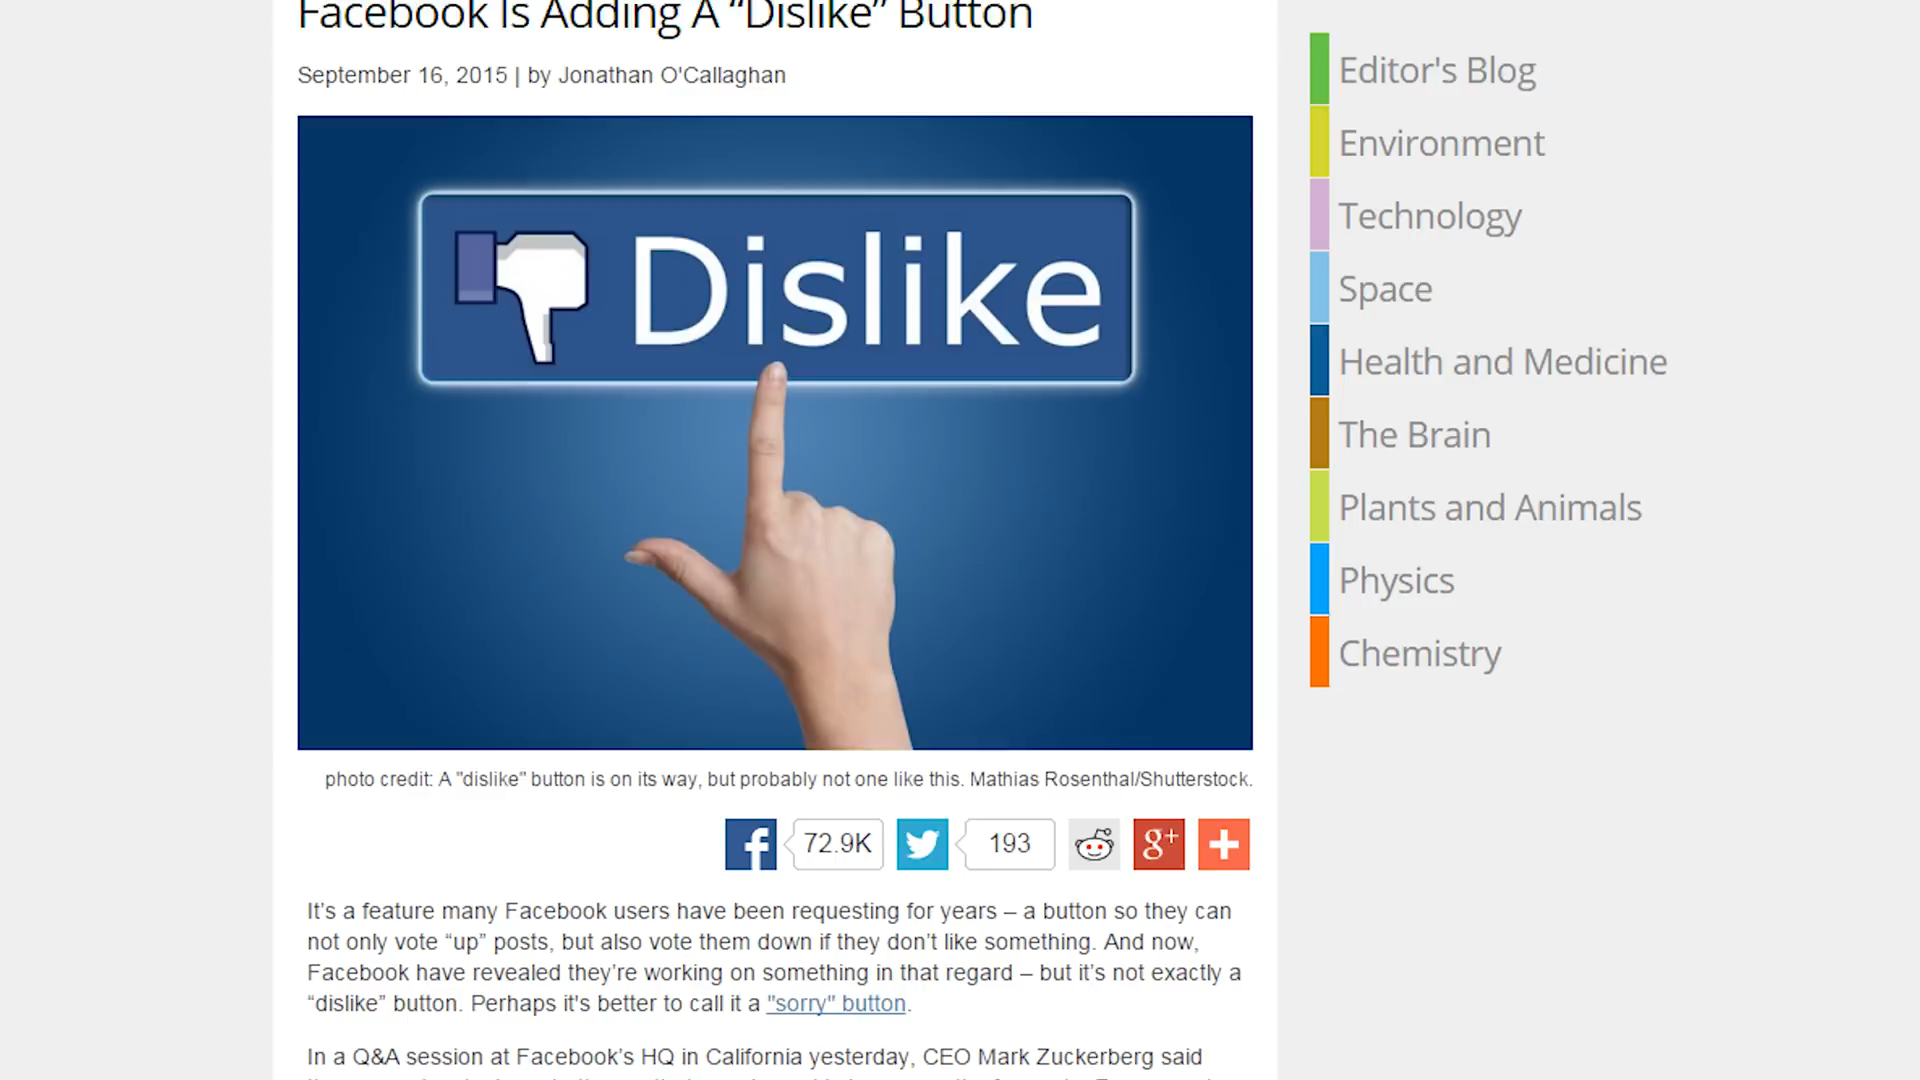 Facebook Is Adding A “Dislike” Button
September 16, 2015 | by Jonathan O'Callaghan
Dislike
photo credit: A "dislike" button is on its way, but probably not one like this. Mathias Rosenthal/Shutterstock.
f
72.9K
193
g+
It’s a feature many Facebook users have been requesting for years – a button so they can
not only vote “up” posts, but also vote them down if they don’t like something. And now,
Facebook have revealed they’re working on something in that regard – but it’s not exactly a
“dislike” button. Perhaps it's better to call it a "sorry" button.
In a Q&A session at Facebook’s HQ in California yesterday, CEO Mark Zuckerberg said
Editor's Blog
Environment
Technology
Space
Health and Medicine
The Brain
Plants and Animals
Physics
Chemistry